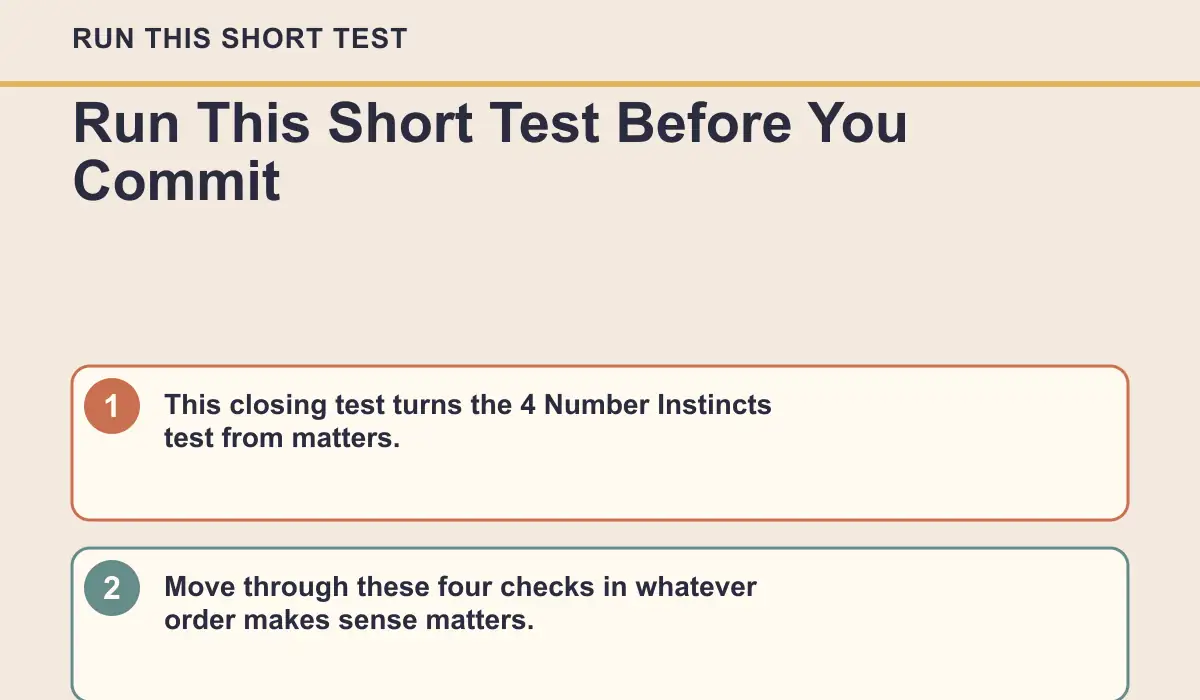 RUN THIS SHORT TEST
Run This Short Test Before You
Commit
1
This closing test turns the 4 Number Instincts
test from matters.
2
Move through these four checks in whatever
order makes sense matters.